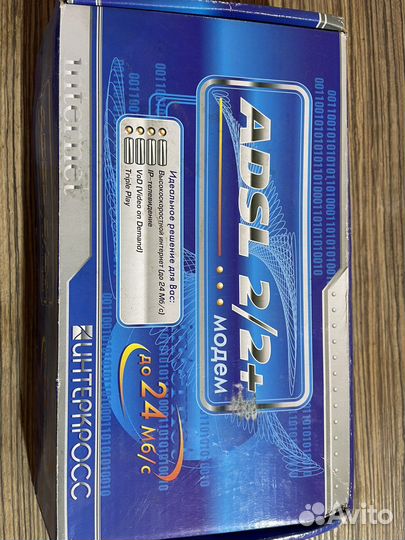 internet
ADSL 2/2+
модем
Идеальное решение для Вас:
Высокоскоростной интернет (до 24 Мб/с)
IP-телевидение
VoD (Video on Demand)
Triple Play
до 24 Мб/с
ИНТЕРКРОСС
Avito